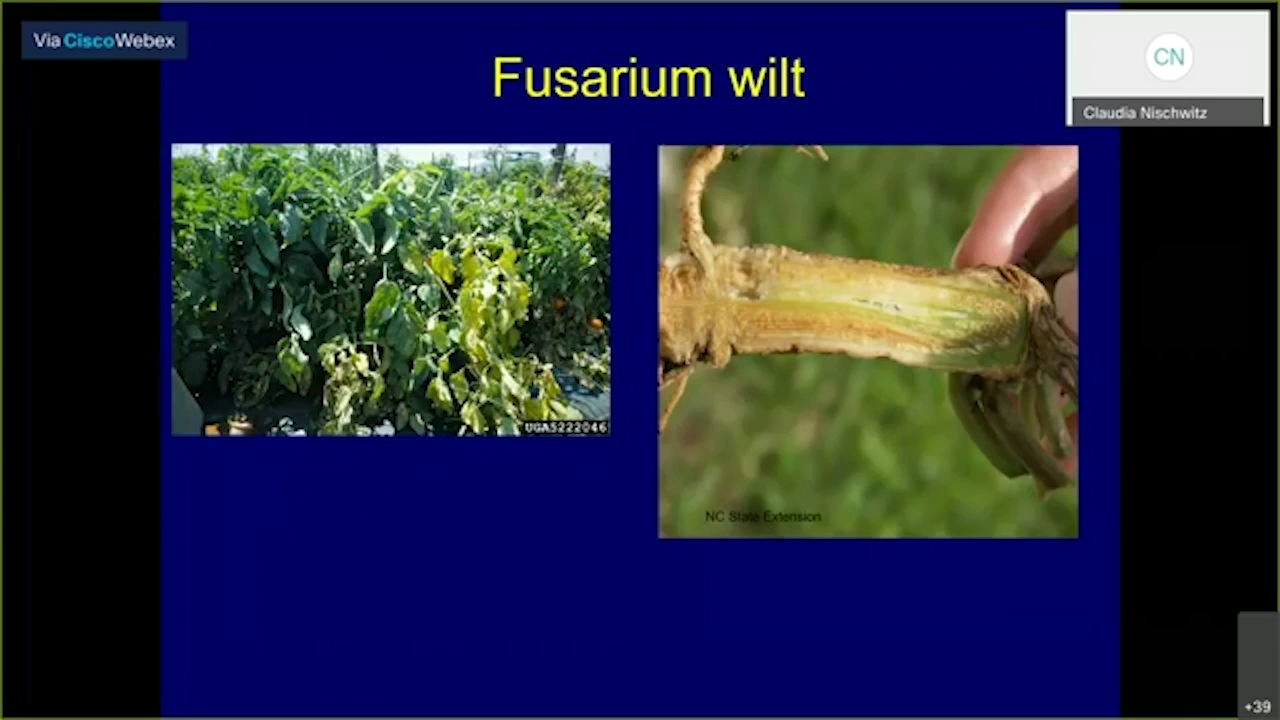 Via CiscoWebex
Fusarium wilt
CN
Claudia Nischwitz
UGA5222046
NC State Extension
+39